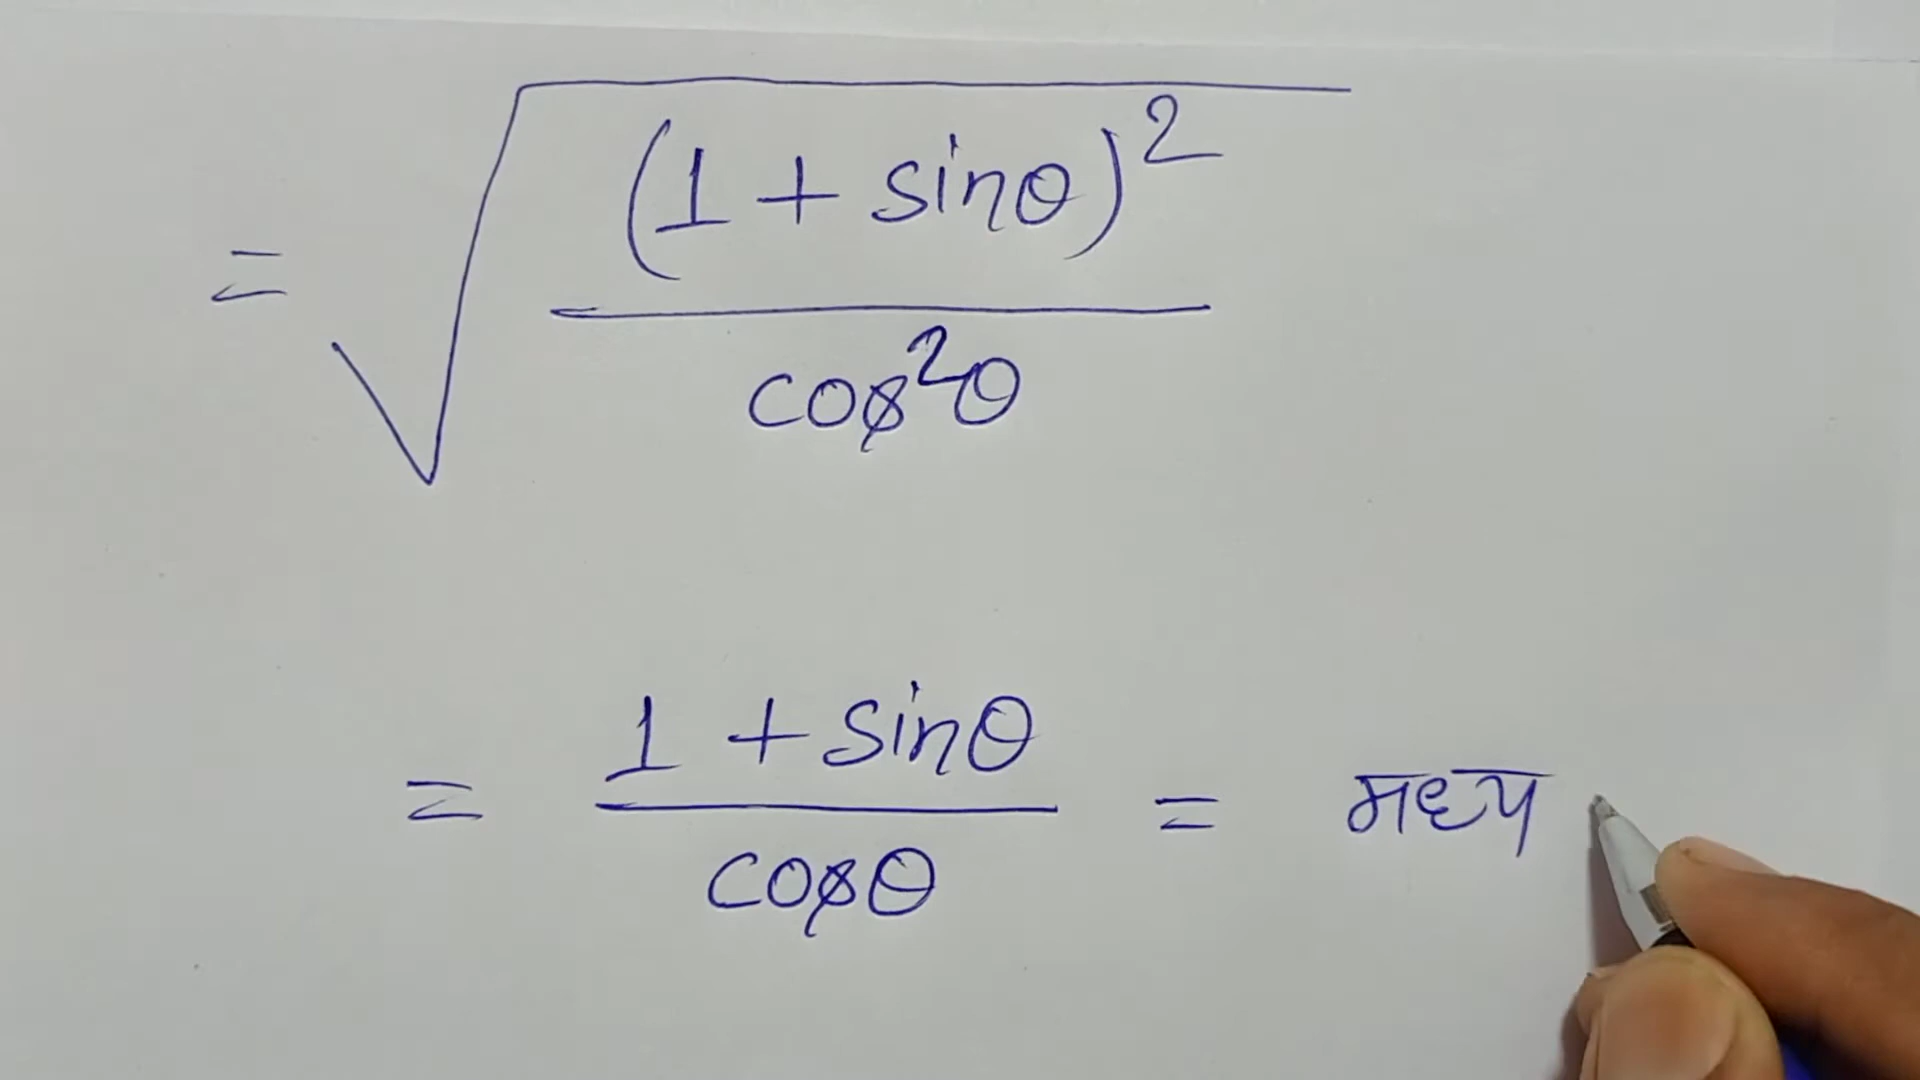 = √((1 + sinθ)² / cos²θ)
= (1 + sinθ) / cosθ = मध्य